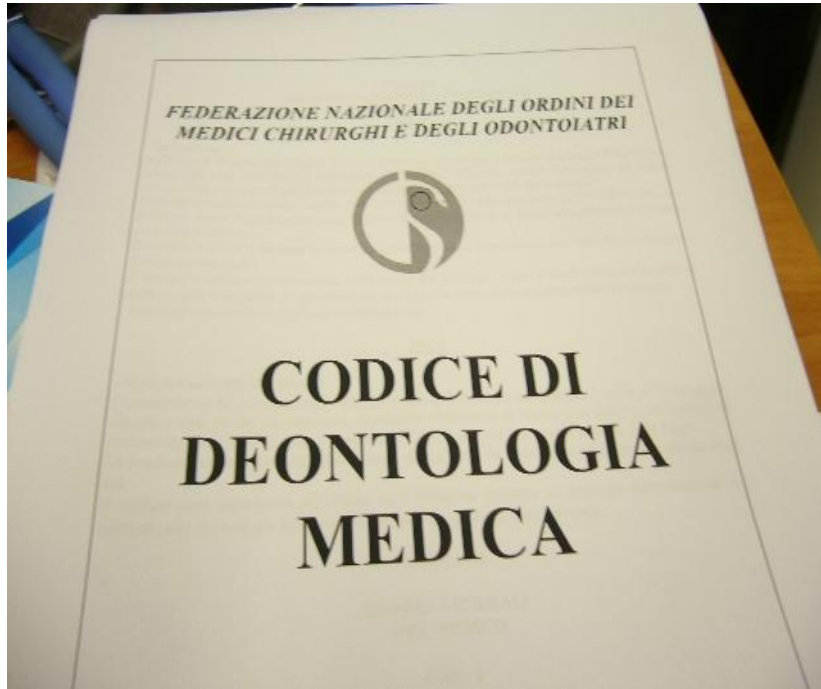 FEDERAZIONE NAZIONALE DEGLI ORDINI DEI
MEDICI CHIRURGHI E DEGLI ODONTOIATRI
CODICE DI
DEONTOLOGIA
MEDICA